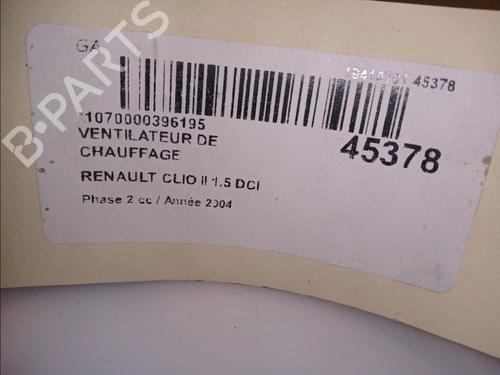 GA
45378
1070000396195
VENTILATEUR DE
CHAUFFAGE
45378
RENAULT CLIO II 1.5 DCI
Phase 2 cc / Année 2004
B-PARTS